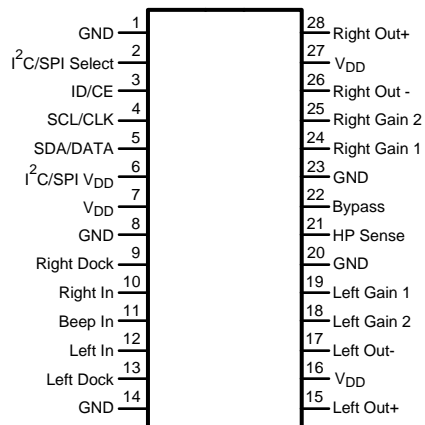 GND 1
I²C/SPI Select 2
ID/CE 3
SCL/CLK 4
SDA/DATA 5
I²C/SPI VDD 6
VDD 7
GND 8
Right Dock 9
Right In 10
Beep In 11
Left In 12
Left Dock 13
GND 14
28 Right Out+
27 VDD
26 Right Out -
25 Right Gain 2
24 Right Gain 1
23 GND
22 Bypass
21 HP Sense
20 GND
19 Left Gain 1
18 Left Gain 2
17 Left Out-
16 VDD
15 Left Out+